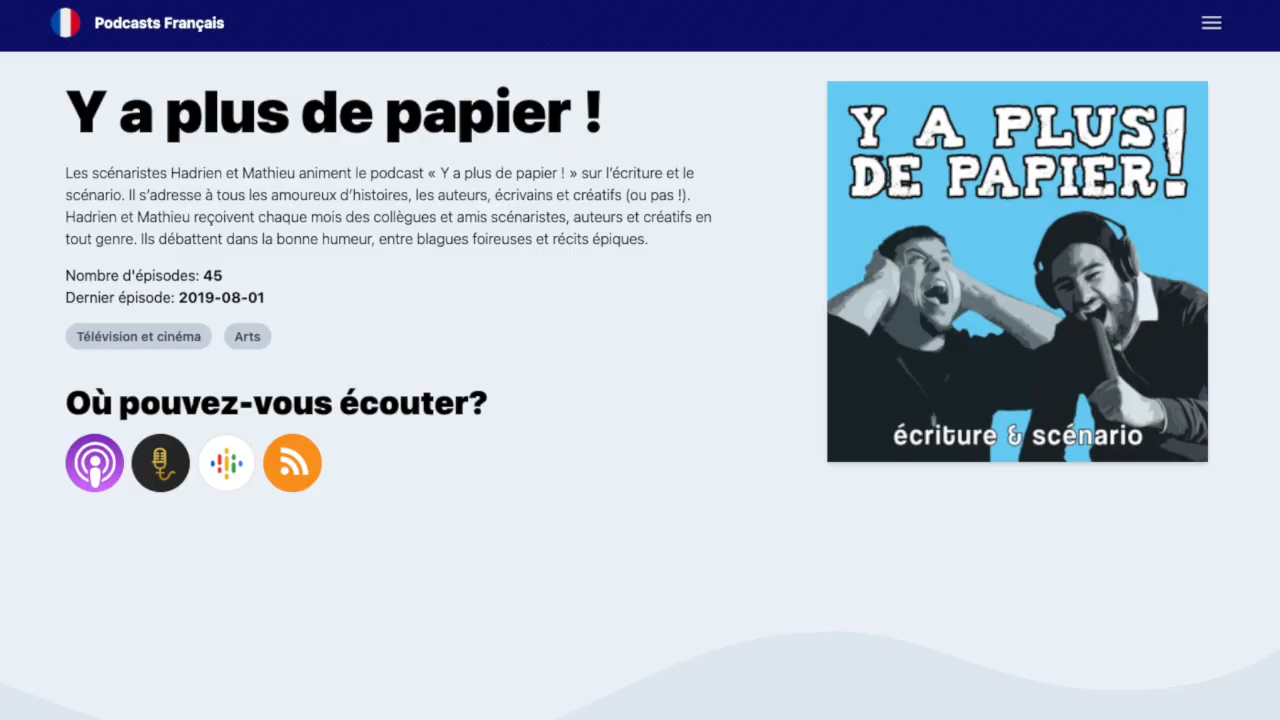 Podcasts Français
Y a plus de papier !
Les scénaristes Hadrien et Mathieu animent le podcast « Y a plus de papier ! » sur l’écriture et le
scénario. Il s’adresse à tous les amoureux d’histoires, les auteurs, écrivains et créatifs (ou pas !).
Hadrien et Mathieu reçoivent chaque mois des collègues et amis scénaristes, auteurs et créatifs en
tout genre. Ils débattent dans la bonne humeur, entre blagues foireuses et récits épiques.
Nombre d'épisodes: 45
Dernier épisode: 2019-08-01
Télévision et cinéma
Arts
Où pouvez-vous écouter?
Y A PLUS
DE PAPIER!
écriture & scénario